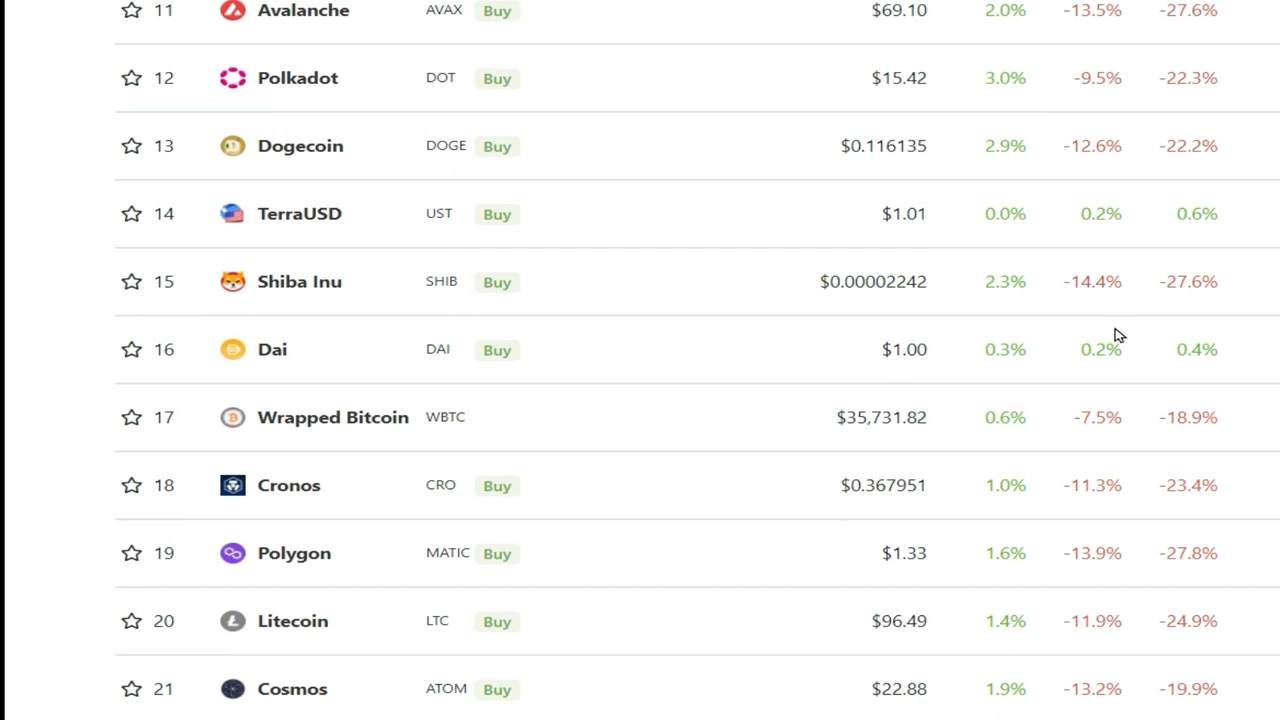 11 Avalanche AVAX Buy $69.10 2.0% -13.5% -27.6%
12 Polkadot DOT Buy $15.42 3.0% -9.5% -22.3%
13 Dogecoin DOGE Buy $0.116135 2.9% -12.6% -22.2%
14 TerraUSD UST Buy $1.01 0.0% 0.2% 0.6%
15 Shiba Inu SHIB Buy $0.00002242 2.3% -14.4% -27.6%
16 Dai DAI Buy $1.00 0.3% 0.2% 0.4%
17 Wrapped Bitcoin WBTC $35,731.82 0.6% -7.5% -18.9%
18 Cronos CRO Buy $0.367951 1.0% -11.3% -23.4%
19 Polygon MATIC Buy $1.33 1.6% -13.9% -27.8%
20 Litecoin LTC Buy $96.49 1.4% -11.9% -24.9%
21 Cosmos ATOM Buy $22.88 1.9% -13.2% -19.9%